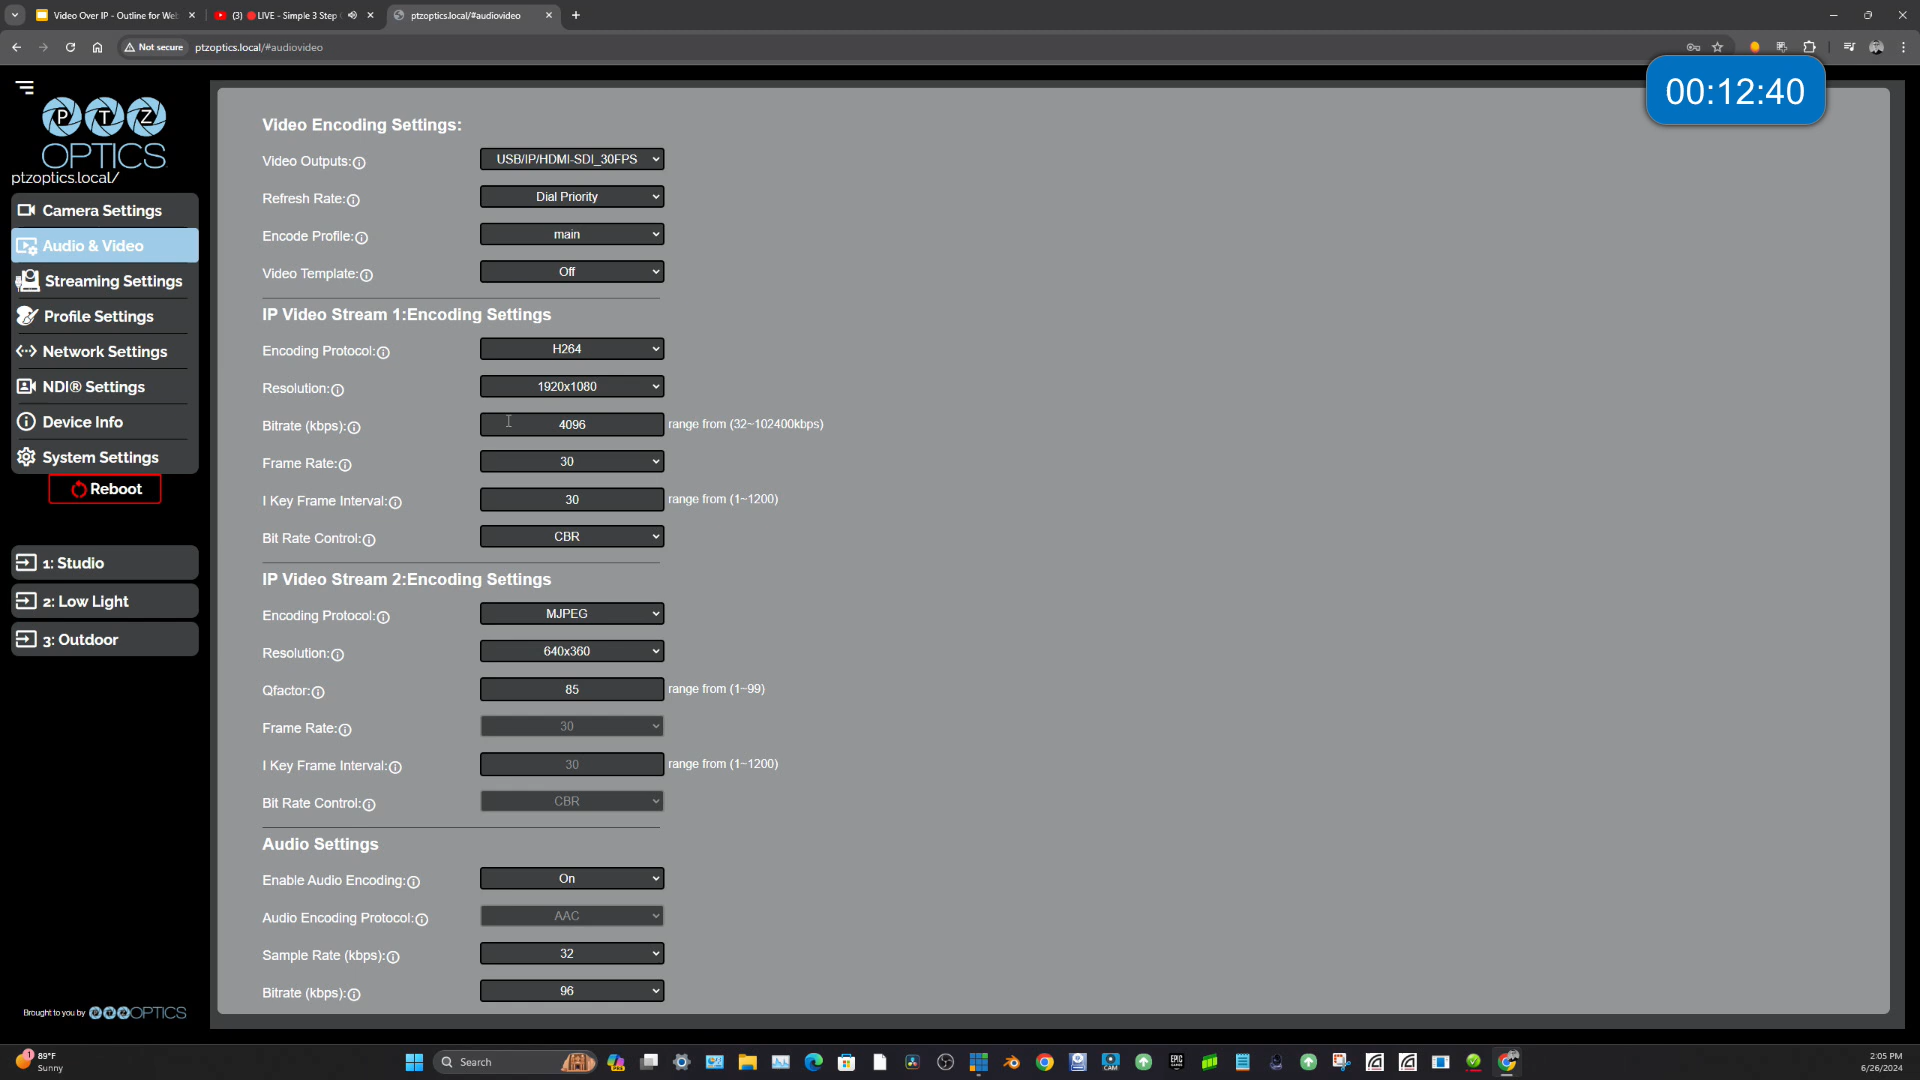 Video Over IP - Outline for Web
(3) 🔴 LIVE - Simple 3 Step
ptzoptics.local/#audiovideo
Not secure
ptzoptics.local/#audiovideo
00:12:40
PTZ
OPTICS
ptzoptics.local/
Camera Settings
Audio & Video
Streaming Settings
Profile Settings
Network Settings
NDI® Settings
Device Info
System Settings
Reboot
1: Studio
2: Low Light
3: Outdoor
Brought to you by PTZOPTICS
Video Encoding Settings:
Video Outputs: USB/IP/HDMI-SDI_30FPS
Refresh Rate: Dial Priority
Encode Profile: main
Video Template: Off
IP Video Stream 1:Encoding Settings
Encoding Protocol: H264
Resolution: 1920x1080
Bitrate (kbps): 4096 range from (32~102400kbps)
Frame Rate: 30
I Key Frame Interval: 30 range from (1~1200)
Bit Rate Control: CBR
IP Video Stream 2:Encoding Settings
Encoding Protocol: MJPEG
Resolution: 640x360
Qfactor: 85 range from (1~99)
Frame Rate: 30
I Key Frame Interval: 30 range from (1~1200)
Bit Rate Control: CBR
Audio Settings
Enable Audio Encoding: On
Audio Encoding Protocol: AAC
Sample Rate (kbps): 32
Bitrate (kbps): 96
1
89°F
Sunny
Search
CAM
EPIC
2:05 PM
6/26/2024